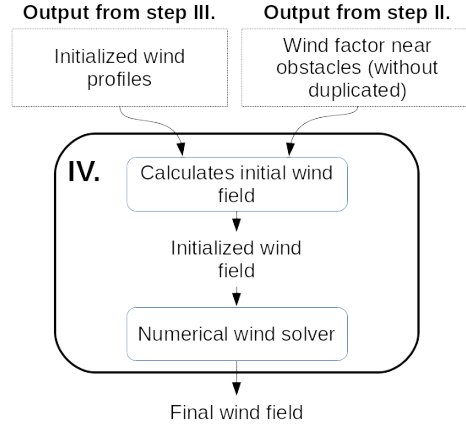 Output from step III.
Output from step II.
Initialized wind
profiles
Wind factor near
obstacles (without
duplicated)
IV.
Calculates initial wind
field
Initialized wind
field
Numerical wind solver
Final wind field